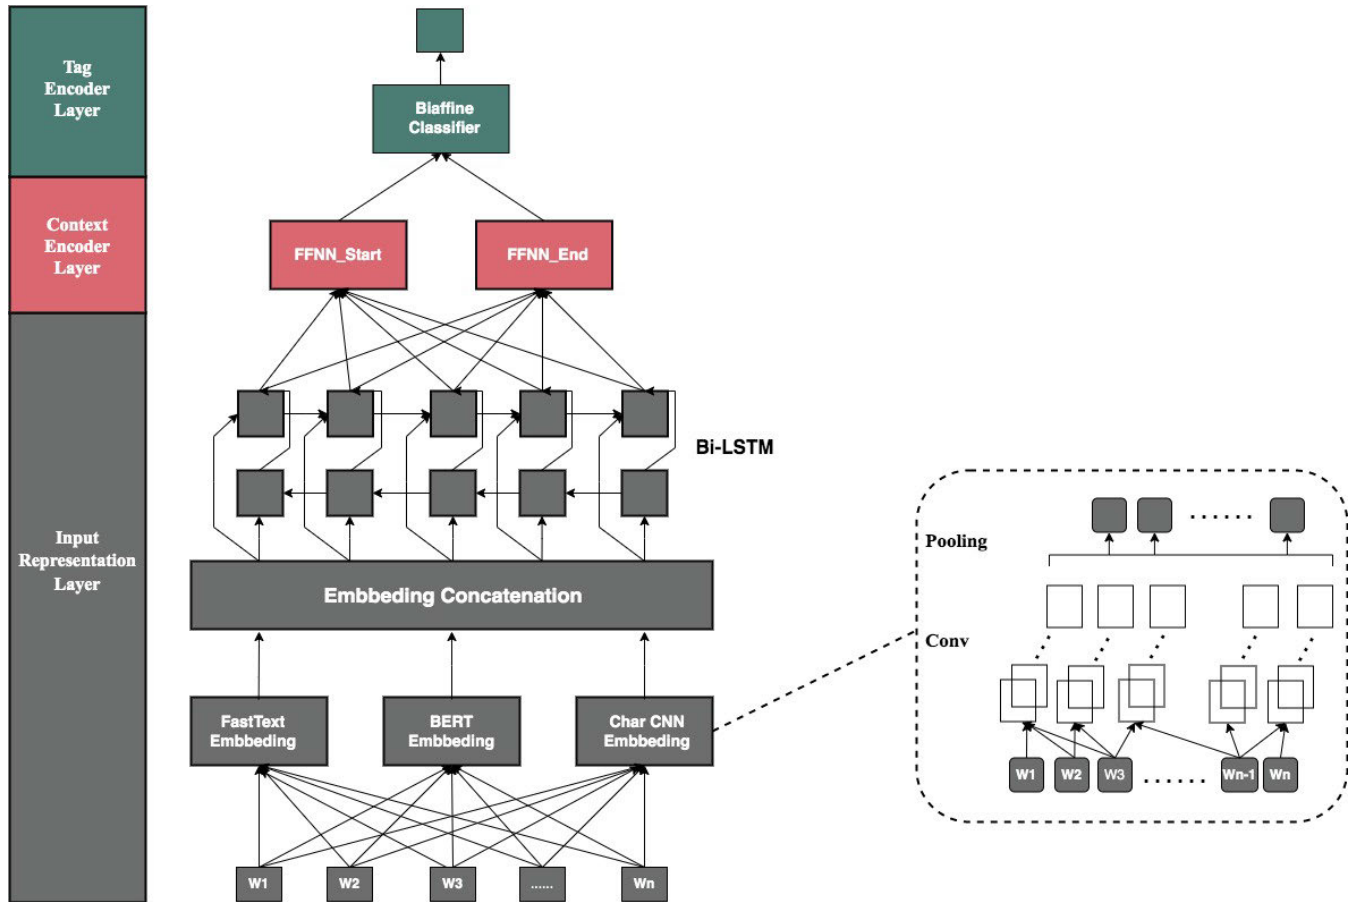 Tag
Encoder
Layer
Biaffine
Classifier
Context
Encoder
Layer
FFNN_Start
FFNN_End
Bi-LSTM
Input
Representation
Layer
Embbeding Concatenation
FastText
Embbeding
BERT
Embbeding
Char CNN
Embbeding
W1
W2
W3
......
Wn
Pooling
......
Conv
W1
W2
W3
......
Wn-1
Wn